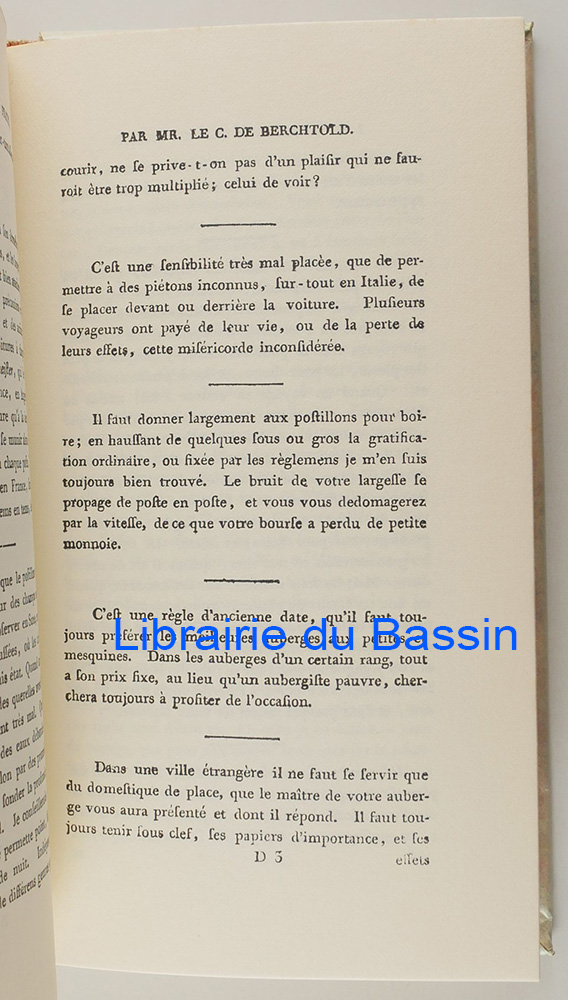 PAR MR. LE C. DE BERCHTOLD.
courir, ne ſe prive-t-on pas d'un plaiſir qui ne ſau-
roit être trop multiplié; celui de voir?
C'eſt une ſenſibilité très mal placée, que de per-
mettre à des piétons inconnus, ſur-tout en Italie, de
ſe placer devant ou derrière la voiture. Pluſieurs
voyageurs ont payé de leur vie, ou de la perte de
leurs effets, cette miſéricorde inconſidérée.
Il faut donner largement aux poſtillons pour boi-
re; en hauſſant de quelques ſous ou gros la gratifica-
tion ordinaire, ou fixée par les règlemens je m'en ſuis
toujours bien trouvé. Le bruit de votre largeſſe ſe
propage de poſte en poſte, et vous vous dedomagerez
par la viteſſe, de ce que votre bourſe a perdu de petite
monnoie.
C'eſt une règle d'ancienne date, qu'il faut tou-
jours préférer les meilleures auberges aux petites et
mesquines. Dans les auberges d'un certain rang, tout
a ſon prix fixe, au lieu qu'un aubergiſte pauvre, cher-
chera toujours à profiter de l'occaſion.
Librairie du Bassin
Dans une ville étrangère il ne faut ſe ſervir que
du domeſtique de place, que le maître de votre auber-
ge vous aura préſenté et dont il répond. Il faut tou-
jours tenir ſous clef, ſes papiers d'importance, et ſes
D 3 effets